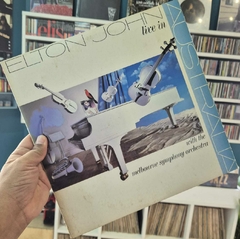 ELTON JOHN
live in
AUSTRALIA
with the
melbourne symphony orchestra